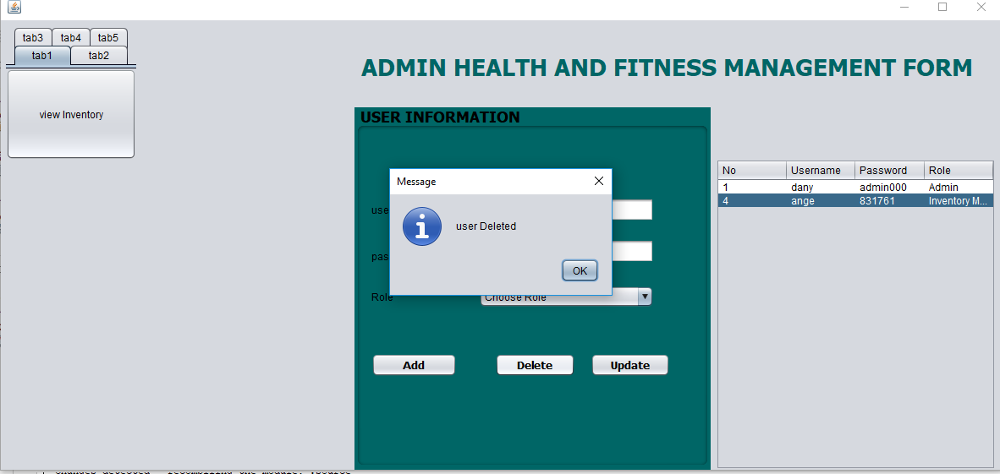 tab3 tab4 tab5
tab1 tab2
view Inventory
ADMIN HEALTH AND FITNESS MANAGEMENT FORM
USER INFORMATION
Message
user Deleted
OK
use
pas
Role
Choose Role
Add Delete Update
No Username Password Role
1 dany admin000 Admin
4 ange 831761 Inventory M...